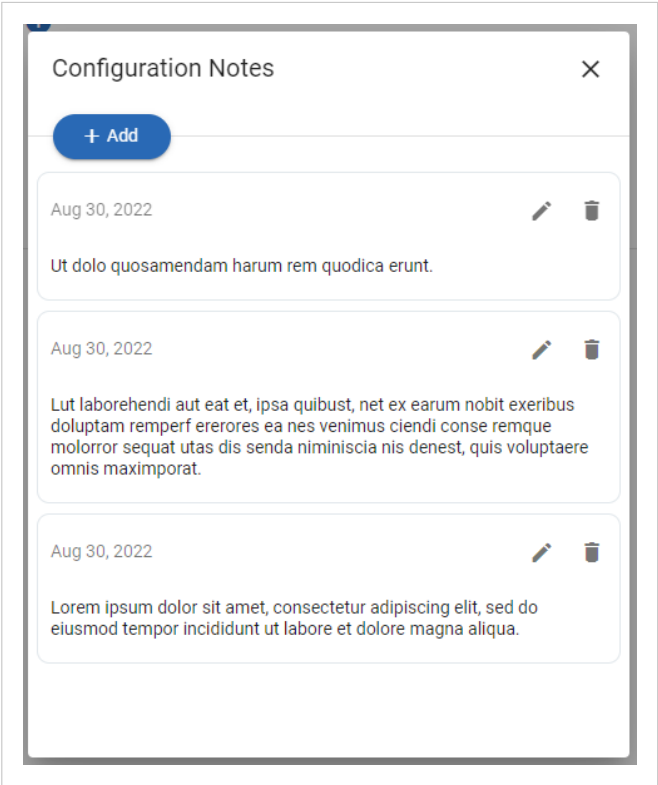 Configuration Notes
+ Add
Aug 30, 2022
Ut dolo quosamendam harum rem quodica erunt.
Aug 30, 2022
Lut laborehendi aut eat et, ipsa quibust, net ex earum nobit exeribus
doluptam remperf ererores ea nes venimus ciendi conse remque
molorror sequat utas dis senda niminiscia nis denest, quis voluptaere
omnis maximporat.
Aug 30, 2022
Lorem ipsum dolor sit amet, consectetur adipiscing elit, sed do
eiusmod tempor incididunt ut labore et dolore magna aliqua.